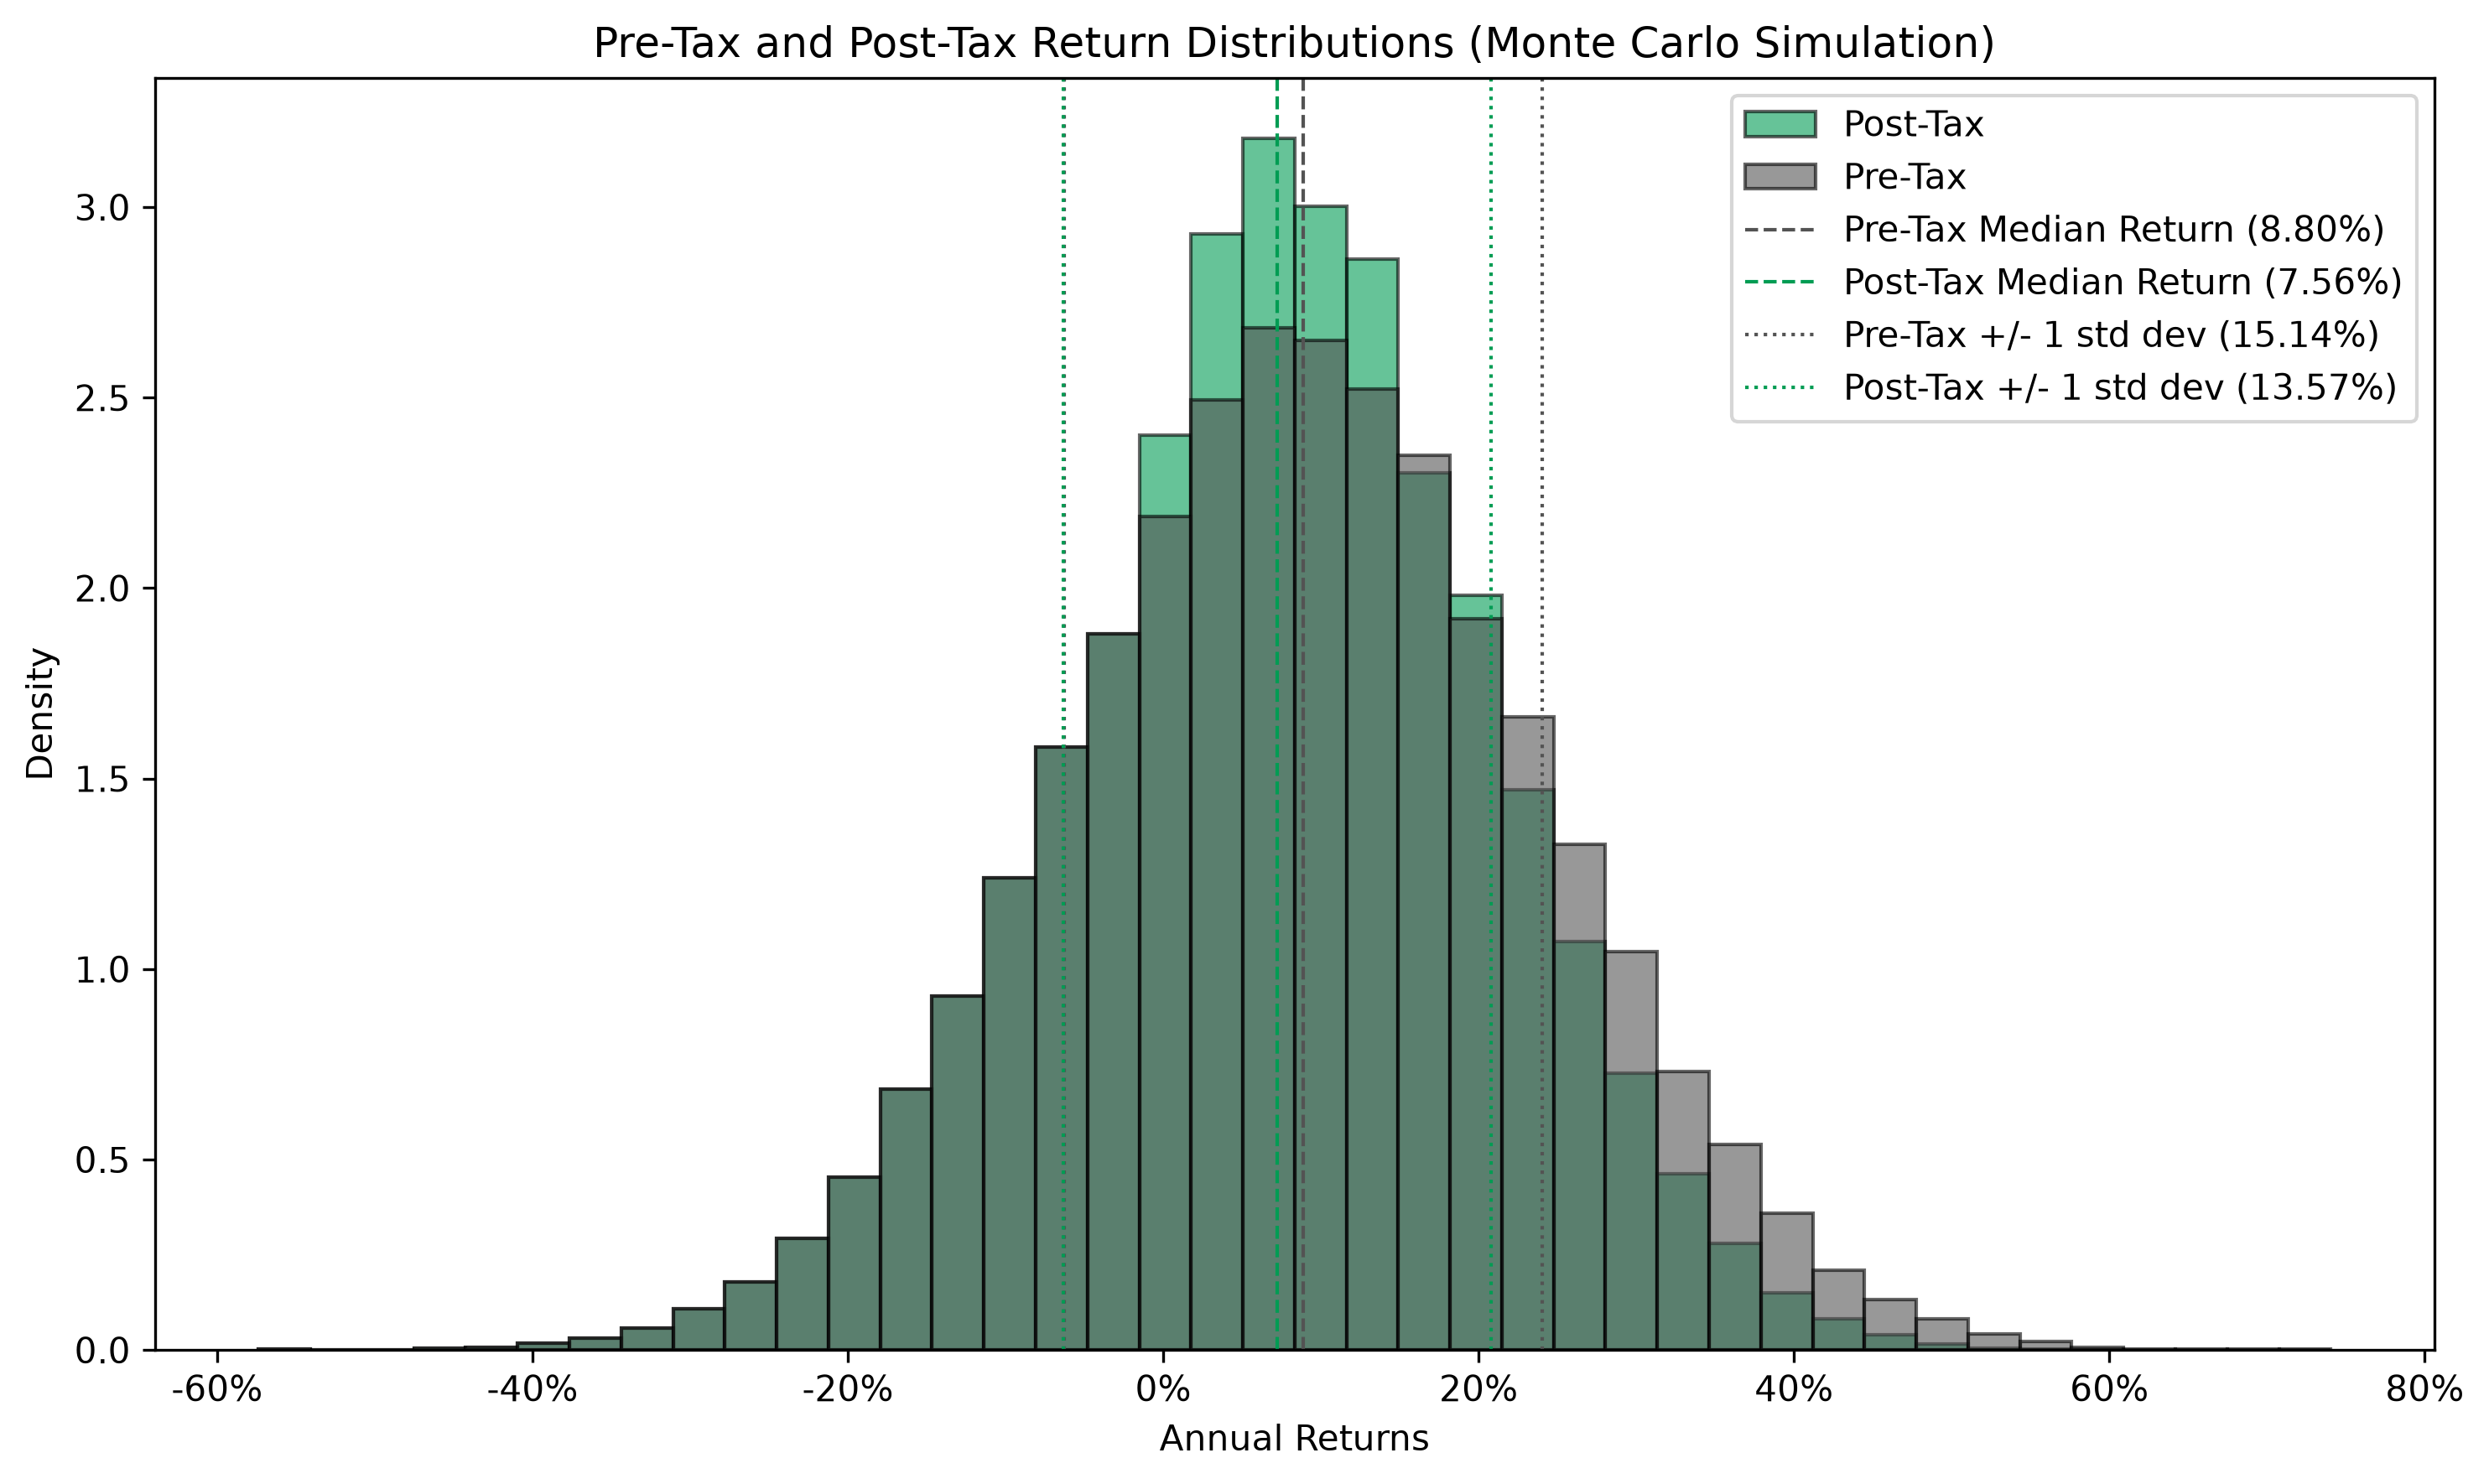 Pre-Tax and Post-Tax Return Distributions (Monte Carlo Simulation)
Post-Tax
Pre-Tax
Pre-Tax Median Return (8.80%)
Post-Tax Median Return (7.56%)
Pre-Tax +/- 1 std dev (15.14%)
Post-Tax +/- 1 std dev (13.57%)
Density
3.0
2.5
2.0
1.5
1.0
0.5
0.0
-60% -40% -20% 0% 20% 40% 60% 80%
Annual Returns